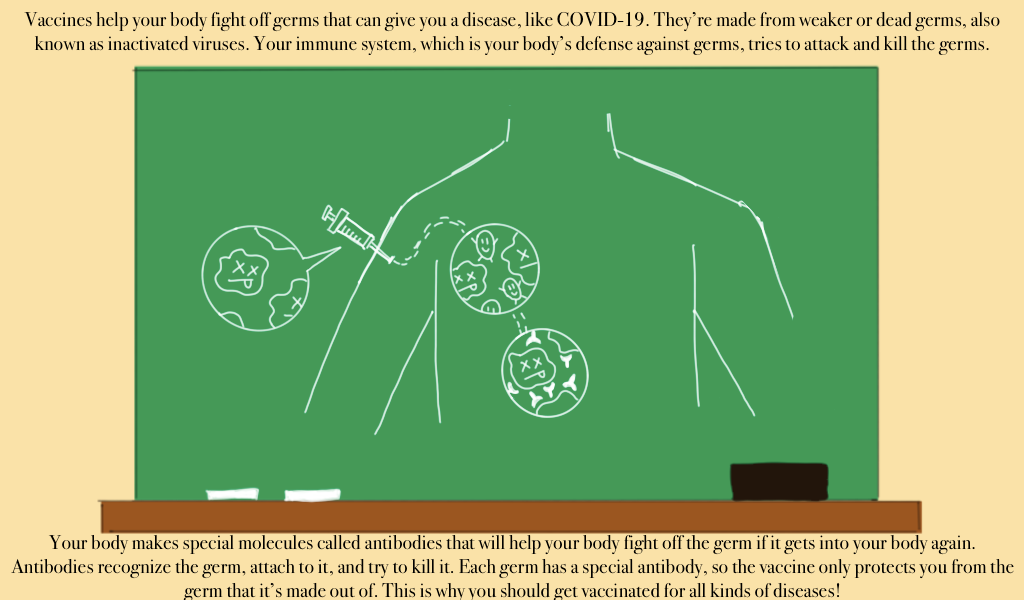 Vaccines help your body fight off germs that can give you a disease, like COVID-19. They’re made from weaker or dead germs, also
known as inactivated viruses. Your immune system, which is your body’s defense against germs, tries to attack and kill the germs.
Your body makes special molecules called antibodies that will help your body fight off the germ if it gets into your body again.
Antibodies recognize the germ, attach to it, and try to kill it. Each germ has a special antibody, so the vaccine only protects you from the
germ that it’s made out of. This is why you should get vaccinated for all kinds of diseases!